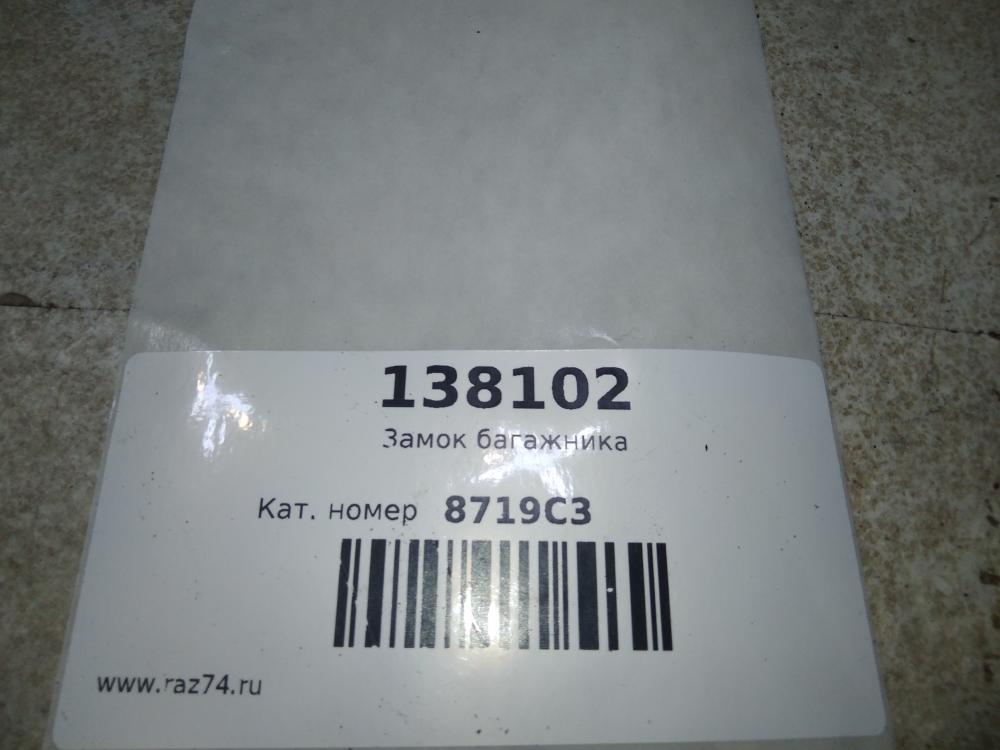 138102
Замок багажника
Кат. номер 8719C3
www.raz74.ru